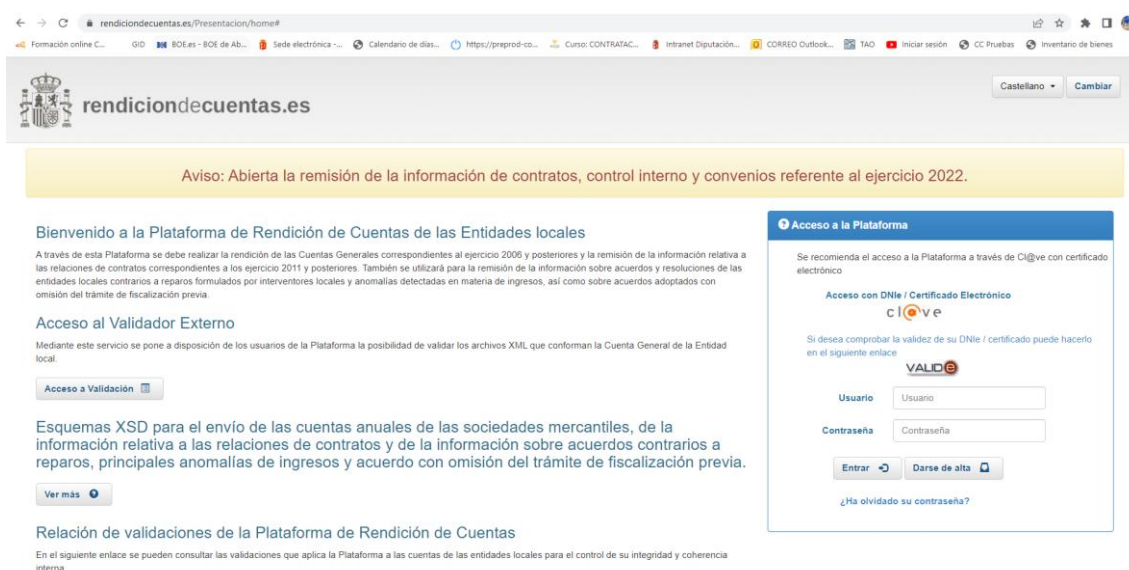 rendiciondecuentas.es/Presentacion/home#
Formación online C... GID BOE.es - BOE de Ab... Sede electrónica -... Calendario de días... https://preprod-co... Curso: CONTRATAC... Intranet Diputación... CORREO Outlook... TAO Iniciar sesión CC Pruebas Inventario de bienes
rendiciondecuentas.es
Castellano Cambiar
Aviso: Abierta la remisión de la información de contratos, control interno y convenios referente al ejercicio 2022.
Bienvenido a la Plataforma de Rendición de Cuentas de las Entidades locales
A través de esta Plataforma se debe realizar la rendición de las Cuentas Generales correspondientes al ejercicio 2006 y posteriores y la remisión de la información relativa a
las relaciones de contratos correspondientes a los ejercicio 2011 y posteriores. También se utilizará para la remisión de la información sobre acuerdos y resoluciones de las
entidades locales contrarios a reparos formulados por interventores locales y anomalías detectadas en materia de ingresos, así como sobre acuerdos adoptados con
omisión del trámite de fiscalización previa.
Acceso al Validador Externo
Mediante este servicio se pone a disposición de los usuarios de la Plataforma la posibilidad de validar los archivos XML que conforman la Cuenta General de la Entidad
local.
Acceso a Validación
Esquemas XSD para el envío de las cuentas anuales de las sociedades mercantiles, de la
información relativa a las relaciones de contratos y de la información sobre acuerdos contrarios a
reparos, principales anomalías de ingresos y acuerdo con omisión del trámite de fiscalización previa.
Ver más
Relación de validaciones de la Plataforma de Rendición de Cuentas
En el siguiente enlace se pueden consultar las validaciones que aplica la Plataforma a las cuentas de las entidades locales para el control de su integridad y coherencia
interna
Acceso a la Plataforma
Se recomienda el acceso a la Plataforma a través de Cl@ve con certificado
electrónico
Acceso con DNIe / Certificado Electrónico
cl@ve
Si desea comprobar la validez de su DNIe / certificado puede hacerlo
en el siguiente enlace
VALIDe
Usuario Usuario
Contraseña Contraseña
Entrar Darse de alta
¿Ha olvidado su contraseña?